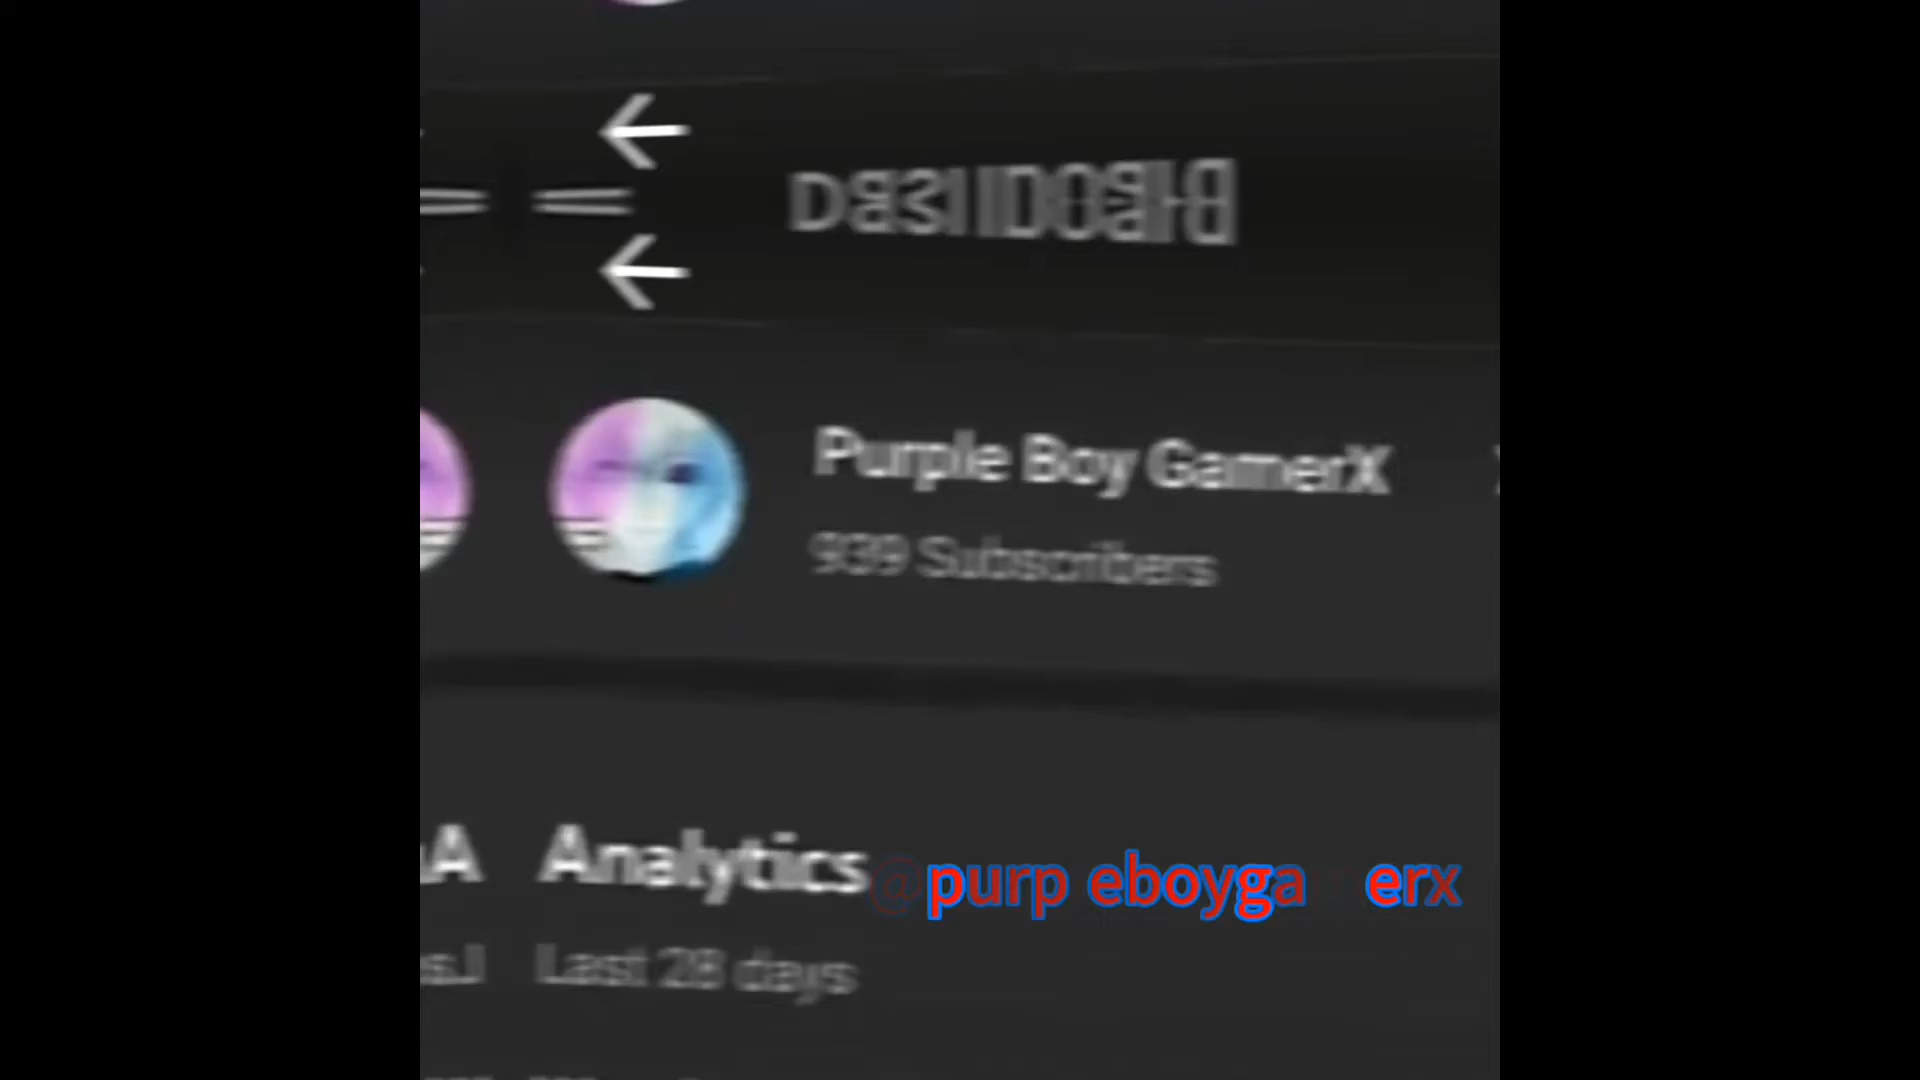 Purple Boy GamerX
939 Subscribers
A Analytics
@purp eboyga erx
Last 28 days